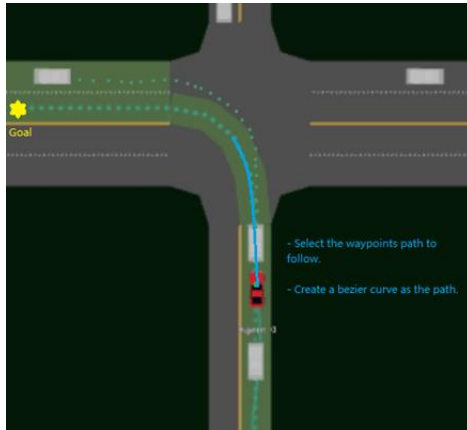 Goal
- Select the waypoints path to
follow.
- Create a bezier curve as the path.